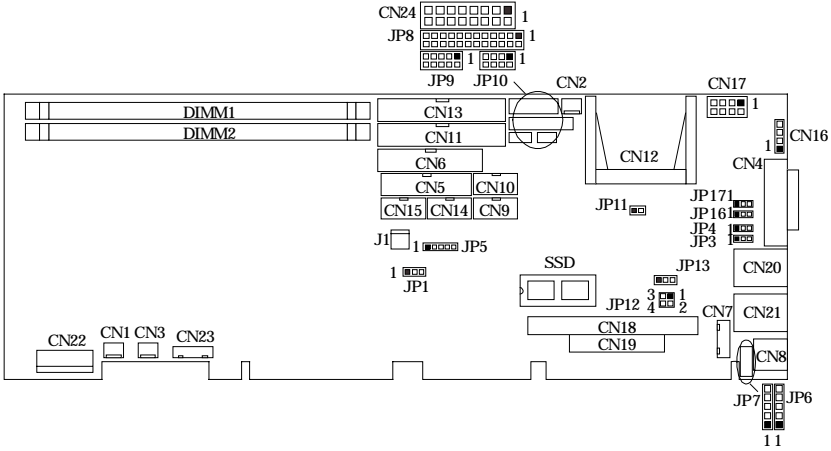 CN24
1
JP8
1
1
1
JP9
JP10
CN2
CN17
1
DIMM1
CN13
DIMM2
CN11
CN16
1
CN6
CN12
CN4
CN5
CN10
JP17 1
CN15
CN14
CN9
JP11
JP16 1
JP4 1
J1
1
JP5
JP3 1
SSD
JP13
CN20
1
JP1
JP12
3
1
4
2
CN7
CN21
CN18
CN1
CN3
CN23
CN22
CN19
CN8
JP7
JP6
1 1